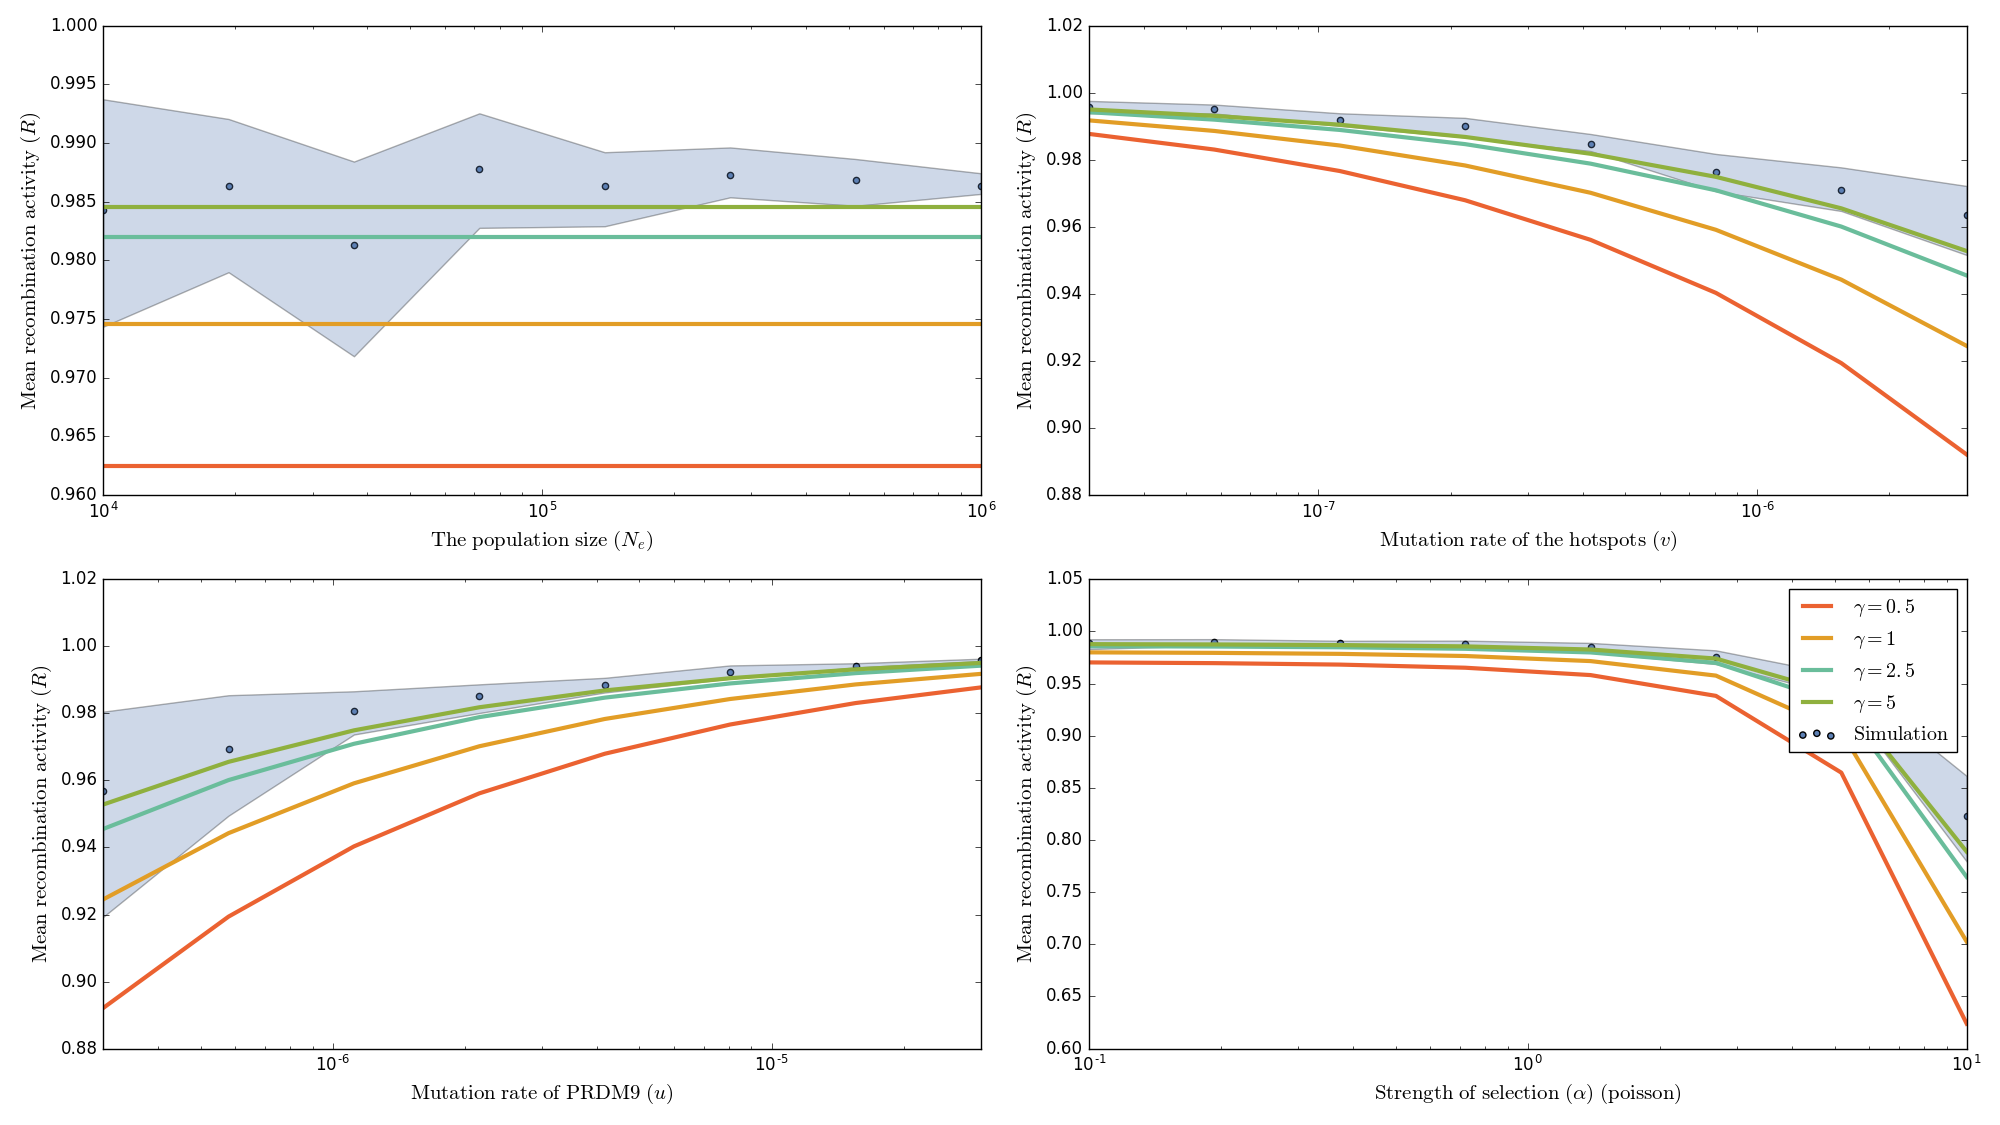 1.000
0.995
0.990
0.985
0.980
0.975
0.970
0.965
0.960
Mean recombination activity (R)
10^4 10^5 10^6
The population size (N_e)
1.02
1.00
0.98
0.96
0.94
0.92
0.90
0.88
Mean recombination activity (R)
10^-7 10^-6
Mutation rate of the hotspots (v)
1.02
1.00
0.98
0.96
0.94
0.92
0.90
0.88
Mean recombination activity (R)
10^-6 10^-5
Mutation rate of PRDM9 (u)
1.05
1.00
0.95
0.90
0.85
0.80
0.75
0.70
0.65
0.60
Mean recombination activity (R)
10^-1 10^0 10^1
Strength of selection (α) (poisson)
γ = 0.5
γ = 1
γ = 2.5
γ = 5
Simulation